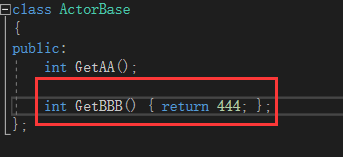 class ActorBase
{
public:
int GetAA();
int GetBBB() { return 444; };
};